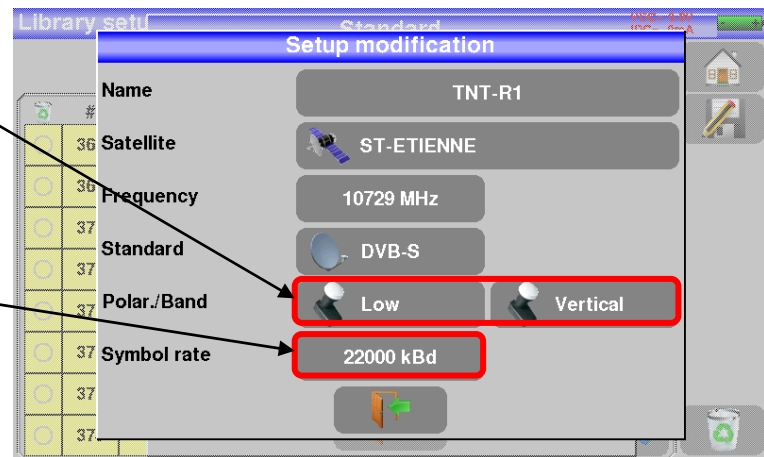 Library setu Standard
Setup modification
Name TNT-R1
#
36 Satellite ST-ETIENNE
36 Frequency 10729 MHz
37
37 Standard DVB-S
37 Polar./Band Low Vertical
37 Symbol rate 22000 kBd
37
37